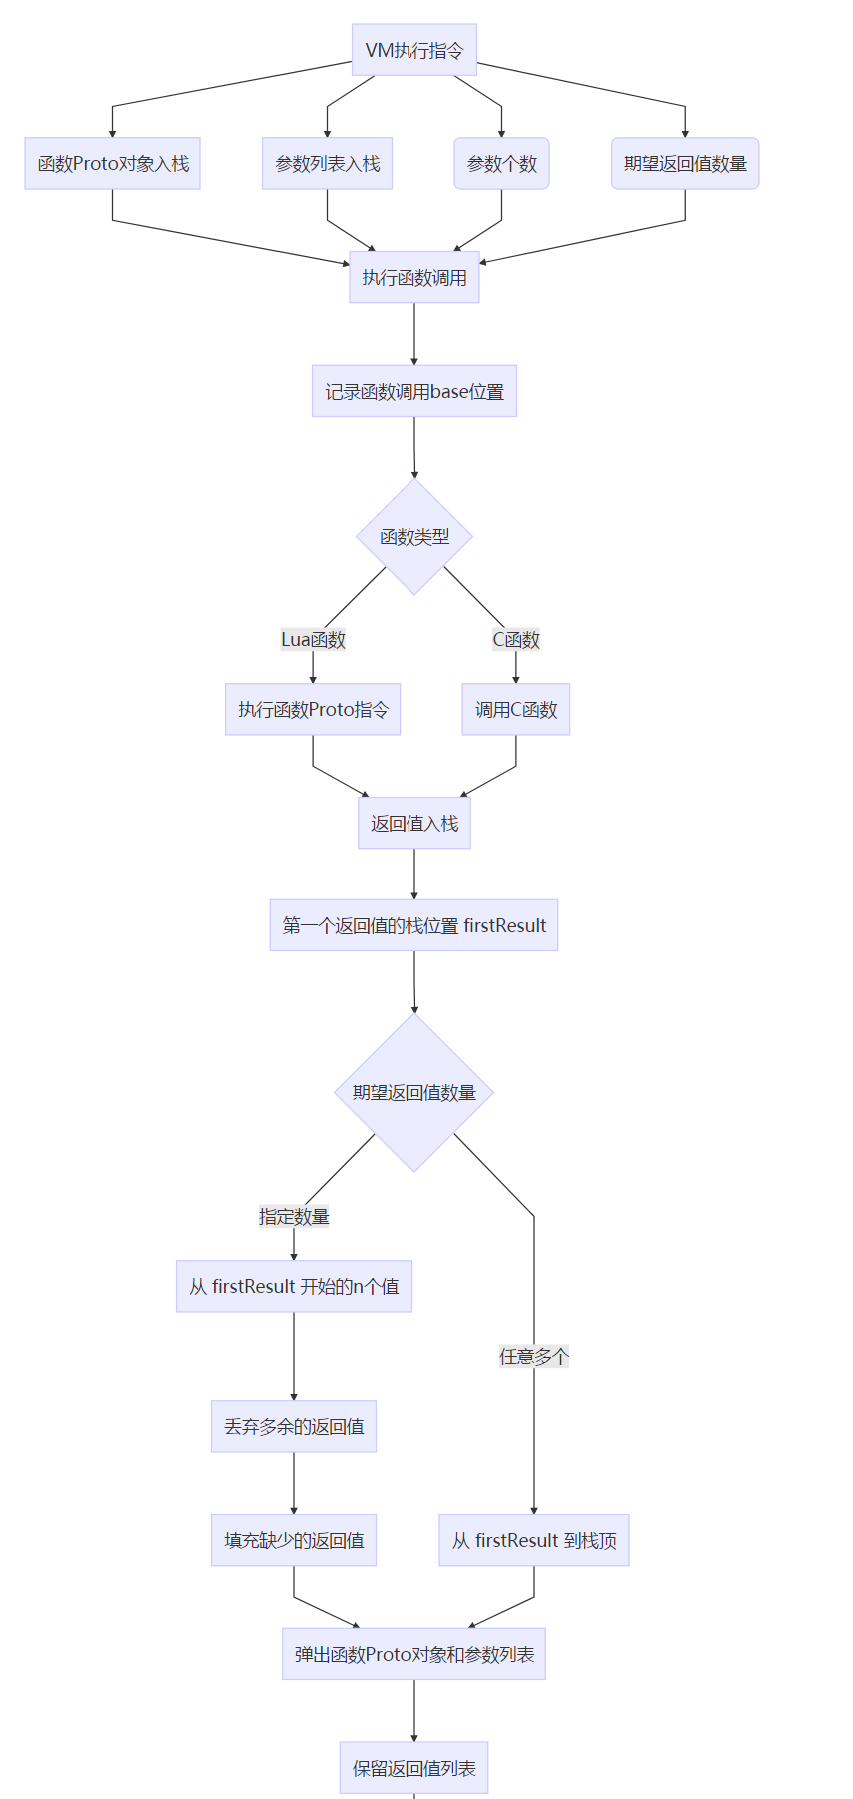 VM执行指令
函数Proto对象入栈
参数列表入栈
参数个数
期望返回值数量
执行函数调用
记录函数调用base位置
函数类型
Lua函数
C函数
执行函数Proto指令
调用C函数
返回值入栈
第一个返回值的栈位置 firstResult
期望返回值数量
指定数量
从 firstResult 开始的n个值
任意多个
丢弃多余的返回值
填充缺少的返回值
从 firstResult 到栈顶
弹出函数Proto对象和参数列表
保留返回值列表